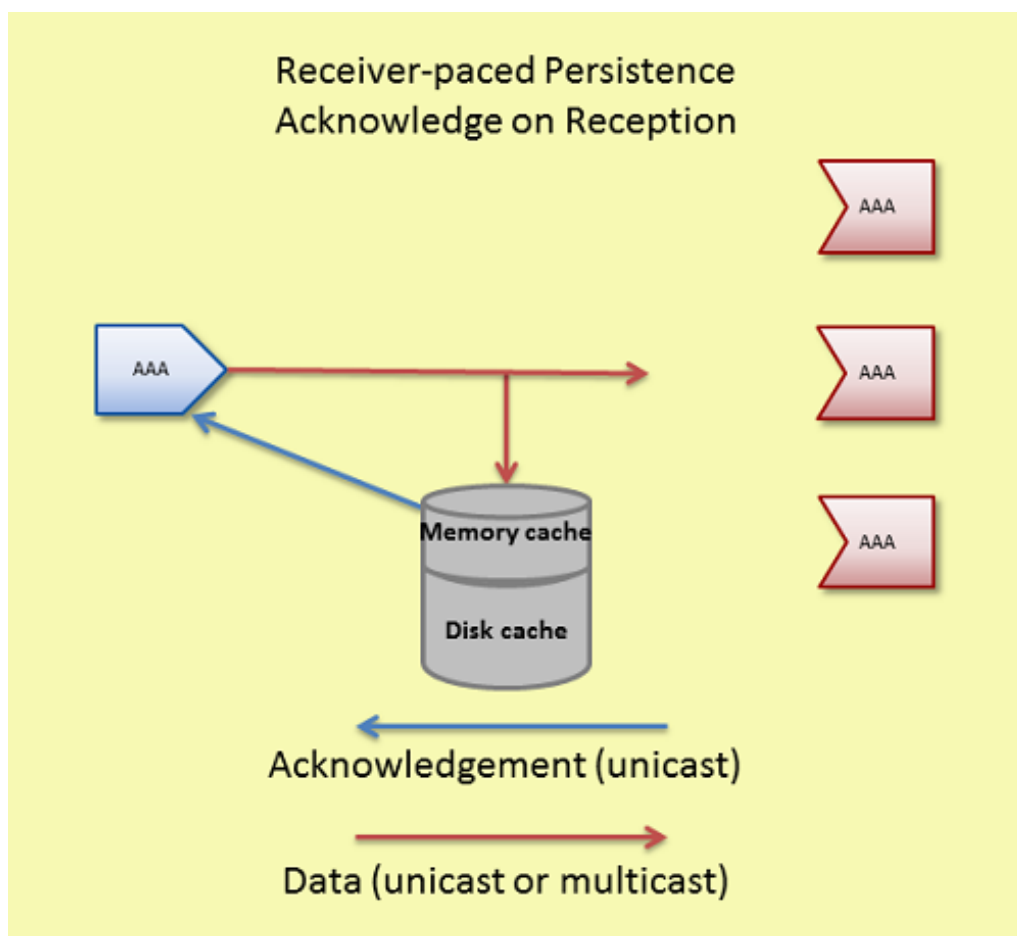 Receiver-paced Persistence
Acknowledge on Reception
AAA
AAA
AAA
AAA
Memory cache
Disk cache
Acknowledgement (unicast)
Data (unicast or multicast)